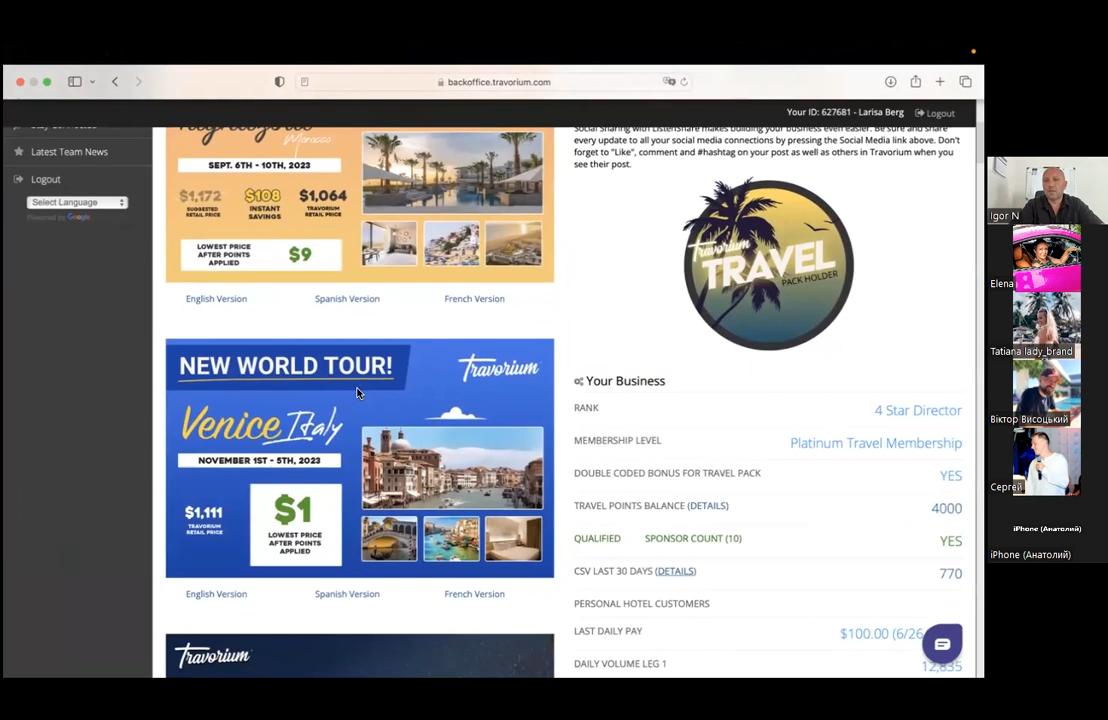 backoffice.travorium.com
Your ID: 627681 - Larisa Berg
Logout
Latest Team News
Logout
Select Language
Powered by Google
Morocco
SEPT. 6TH - 10TH, 2023
$1,172
SUGGESTED
RETAIL PRICE
$108
INSTANT
SAVINGS
$1,064
TRAVORIUM
RETAIL PRICE
LOWEST PRICE
AFTER POINTS
APPLIED
$9
English Version
Spanish Version
French Version
NEW WORLD TOUR!
Travorium
Venice Italy
NOVEMBER 1ST - 5TH, 2023
$1,111
TRAVORIUM
RETAIL PRICE
$1
LOWEST PRICE
AFTER POINTS
APPLIED
English Version
Spanish Version
French Version
Travorium
Social Sharing with ListenShare makes building your business even easier. Be sure and share
every update to all your social media connections by pressing the Social Media link above. Don't
forget to "Like", comment and #hashtag on your post as well as others in Travorium when you
see their post.
Travorium
TRAVEL
PACK HOLDER
Your Business
RANK
4 Star Director
MEMBERSHIP LEVEL
Platinum Travel Membership
DOUBLE CODED BONUS FOR TRAVEL PACK
YES
TRAVEL POINTS BALANCE (DETAILS)
4000
QUALIFIED SPONSOR COUNT (10)
YES
CSV LAST 30 DAYS (DETAILS)
770
PERSONAL HOTEL CUSTOMERS
LAST DAILY PAY
$100.00 (6/26
DAILY VOLUME LEG 1
12,835
Igor N
Elena
Tatiana lady_brand
Віктор Висоцький
Сергей
iPhone (Анатолий)
iPhone (Анатолий)